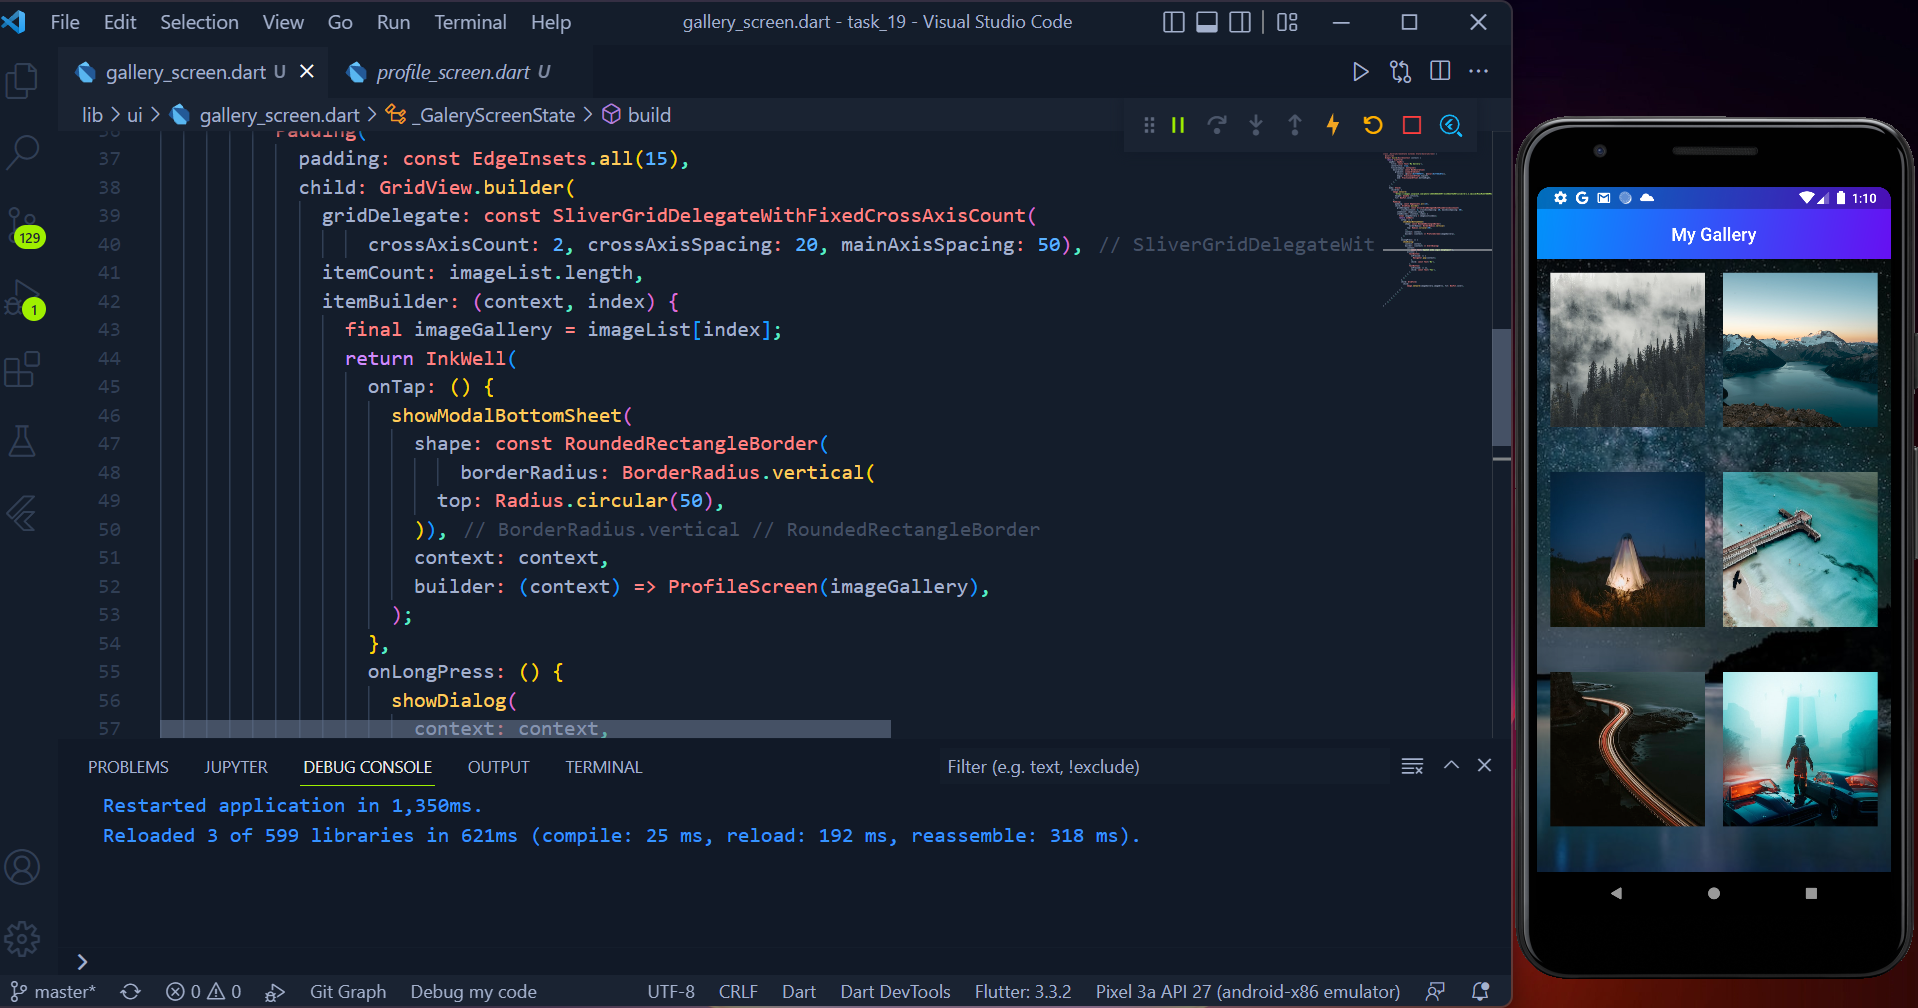 File Edit Selection View Go Run Terminal Help
gallery_screen.dart - task_19 - Visual Studio Code
gallery_screen.dart U
profile_screen.dart U
lib > ui > gallery_screen.dart > _GaleryScreenState > build
36 Padding(
37 padding: const EdgeInsets.all(15),
38 child: GridView.builder(
39 gridDelegate: const SliverGridDelegateWithFixedCrossAxisCount(
40 crossAxisCount: 2, crossAxisSpacing: 20, mainAxisSpacing: 50), // SliverGridDelegateWit
41 itemCount: imageList.length,
42 itemBuilder: (context, index) {
43 final imageGallery = imageList[index];
44 return InkWell(
45 onTap: () {
46 showModalBottomSheet(
47 shape: const RoundedRectangleBorder(
48 borderRadius: BorderRadius.vertical(
49 top: Radius.circular(50),
50 )), // BorderRadius.vertical // RoundedRectangleBorder
51 context: context,
52 builder: (context) => ProfileScreen(imageGallery),
53 );
54 },
55 onLongPress: () {
56 showDialog(
57 context: context,
129
1
PROBLEMS JUPYTER DEBUG CONSOLE OUTPUT TERMINAL
Filter (e.g. text, !exclude)
Restarted application in 1,350ms.
Reloaded 3 of 599 libraries in 621ms (compile: 25 ms, reload: 192 ms, reassemble: 318 ms).
>
master* 0 0 Git Graph Debug my code UTF-8 CRLF Dart Dart DevTools Flutter: 3.3.2 Pixel 3a API 27 (android-x86 emulator)
G 1:10
My Gallery